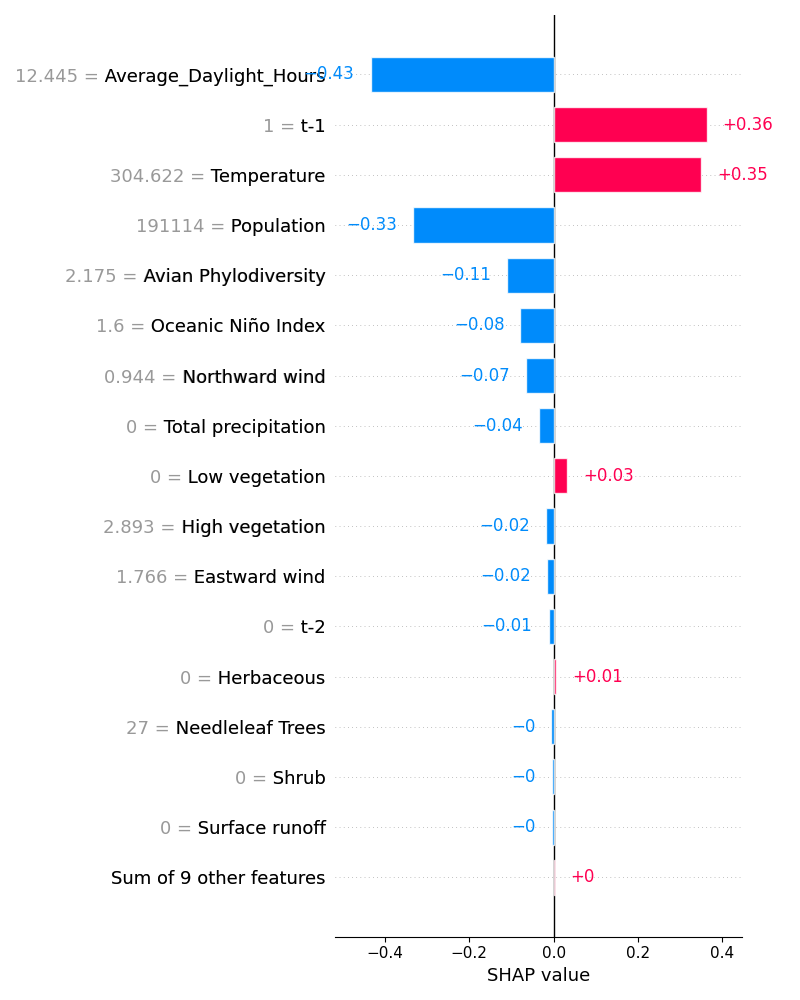 12.445 = Average_Daylight_Hours −0.43
1 = t-1 +0.36
304.622 = Temperature +0.35
191114 = Population −0.33
2.175 = Avian Phylodiversity −0.11
1.6 = Oceanic Niño Index −0.08
0.944 = Northward wind −0.07
0 = Total precipitation −0.04
0 = Low vegetation +0.03
2.893 = High vegetation −0.02
1.766 = Eastward wind −0.02
0 = t-2 −0.01
0 = Herbaceous +0.01
27 = Needleleaf Trees −0
0 = Shrub −0
0 = Surface runoff −0
Sum of 9 other features +0
−0.4 −0.2 0.0 0.2 0.4
SHAP value